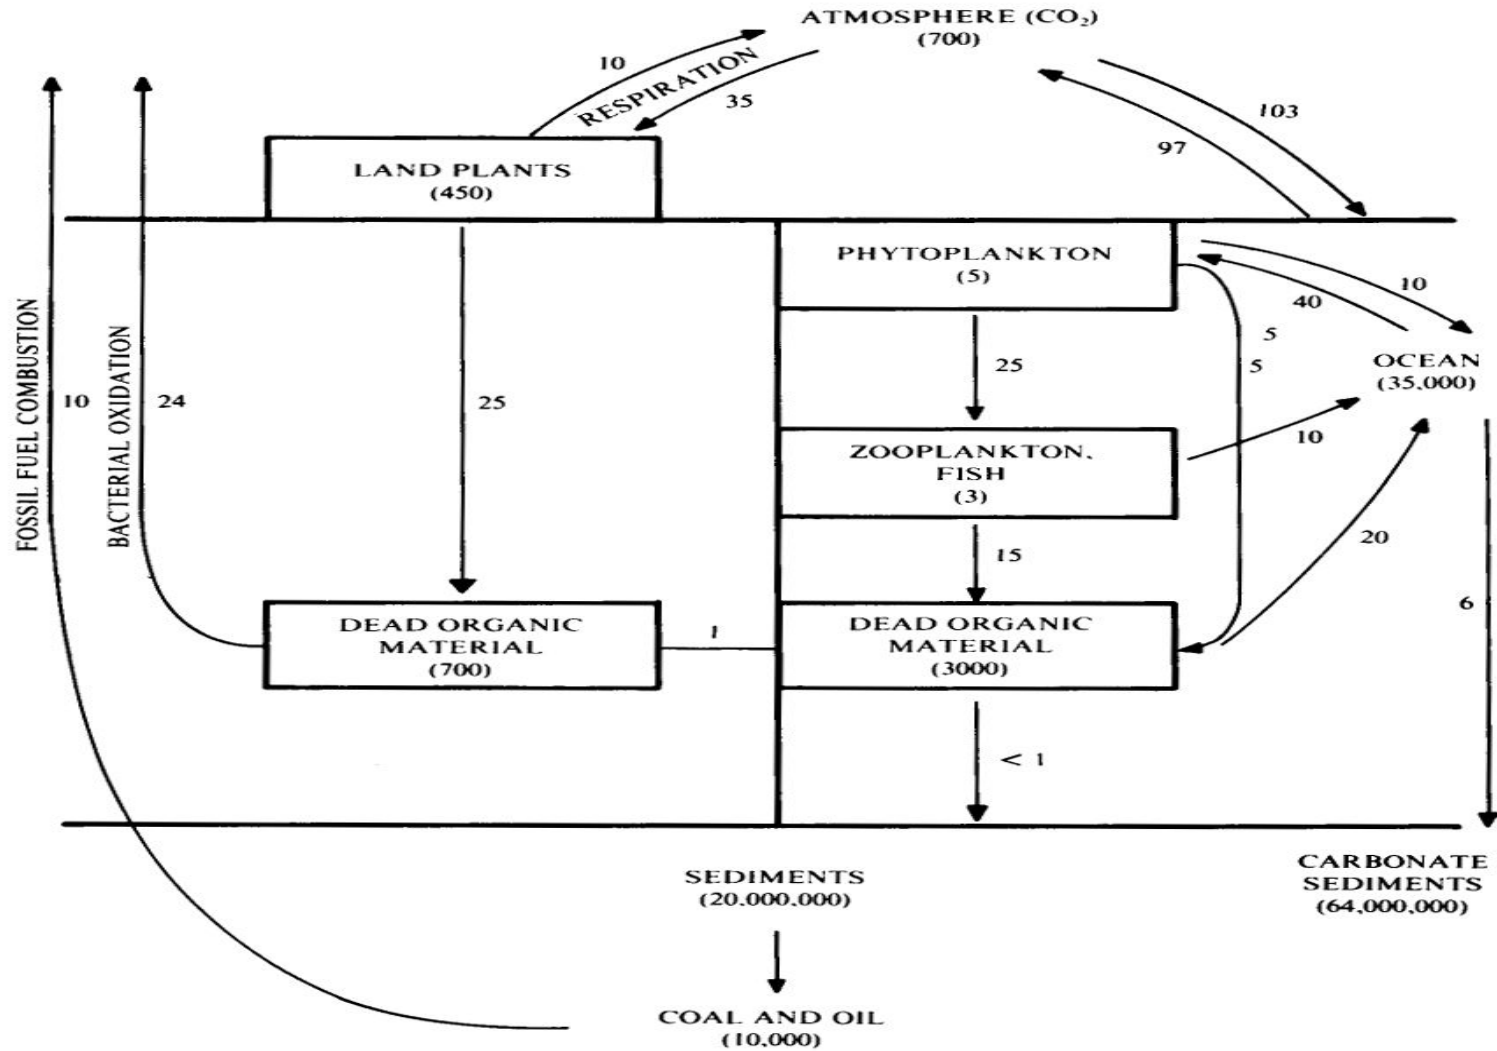 ATMOSPHERE (CO₂)
(700)
10
RESPIRATION
35
103
97
LAND PLANTS
(450)
PHYTOPLANKTON
(5)
10
40
5
5
25
OCEAN
(35,000)
FOSSIL FUEL COMBUSTION
10
BACTERIAL OXIDATION
24
25
10
ZOOPLANKTON,
FISH
(3)
20
15
6
DEAD ORGANIC
MATERIAL
(700)
1
DEAD ORGANIC
MATERIAL
(3000)
< 1
SEDIMENTS
(20,000,000)
CARBONATE
SEDIMENTS
(64,000,000)
COAL AND OIL
(10,000)